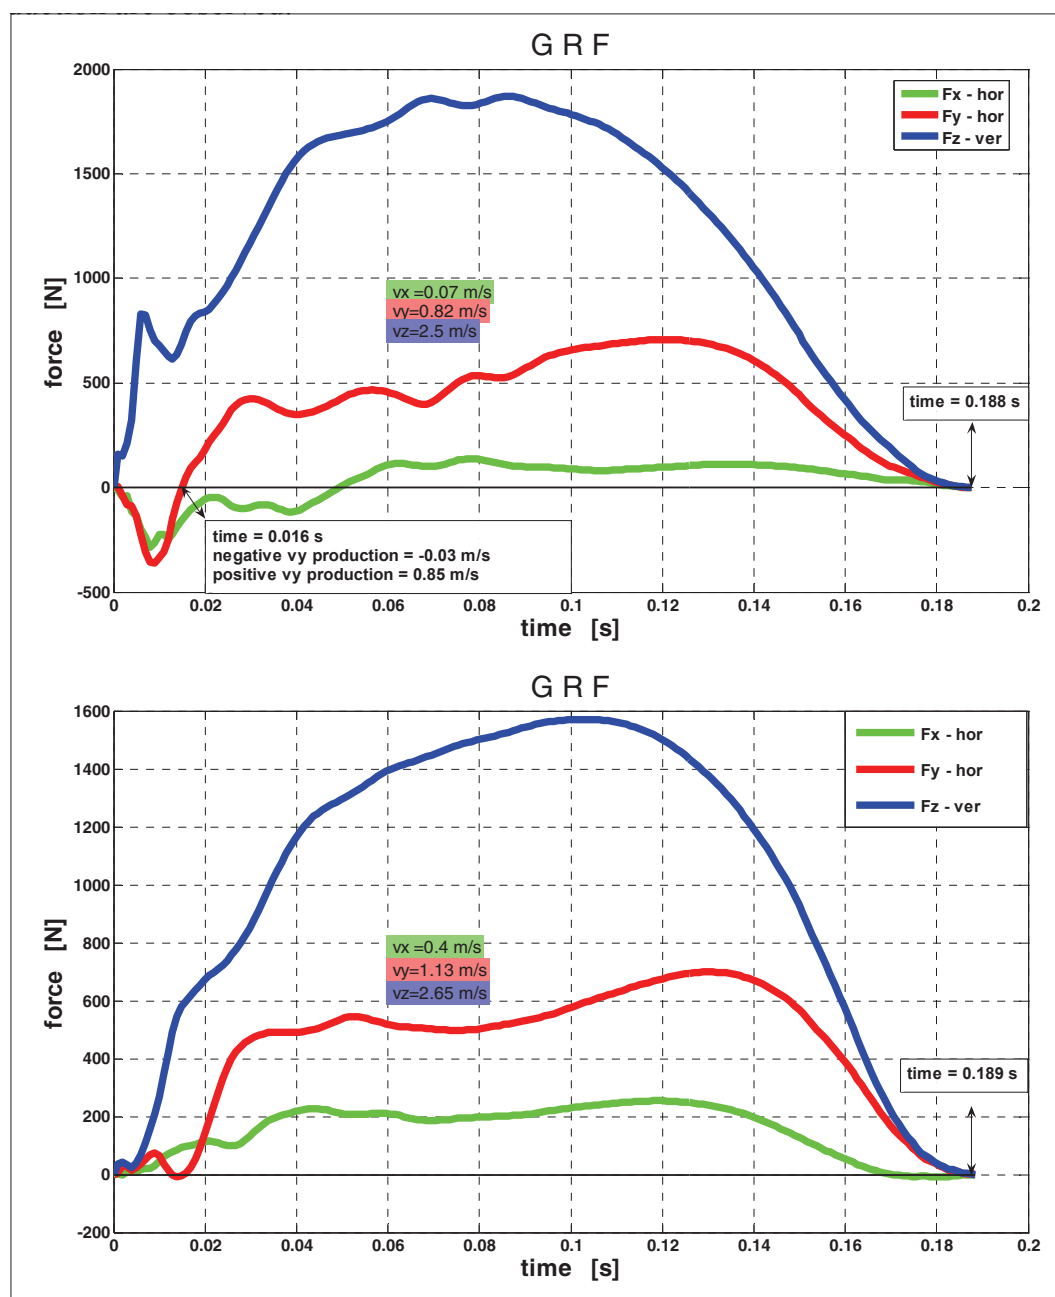 G R F
2000
1500
1000
500
0
-500
force [N]
Fx - hor
Fy - hor
Fz - ver
vx =0.07 m/s
vy=0.82 m/s
vz=2.5 m/s
time = 0.188 s
time = 0.016 s
negative vy production = -0.03 m/s
positive vy production = 0.85 m/s
0 0.02 0.04 0.06 0.08 0.1 0.12 0.14 0.16 0.18 0.2
time [s]
G R F
1600
1400
1200
1000
800
600
400
200
0
-200
force [N]
Fx - hor
Fy - hor
Fz - ver
vx =0.4 m/s
vy=1.13 m/s
vz=2.65 m/s
time = 0.189 s
0 0.02 0.04 0.06 0.08 0.1 0.12 0.14 0.16 0.18 0.2
time [s]